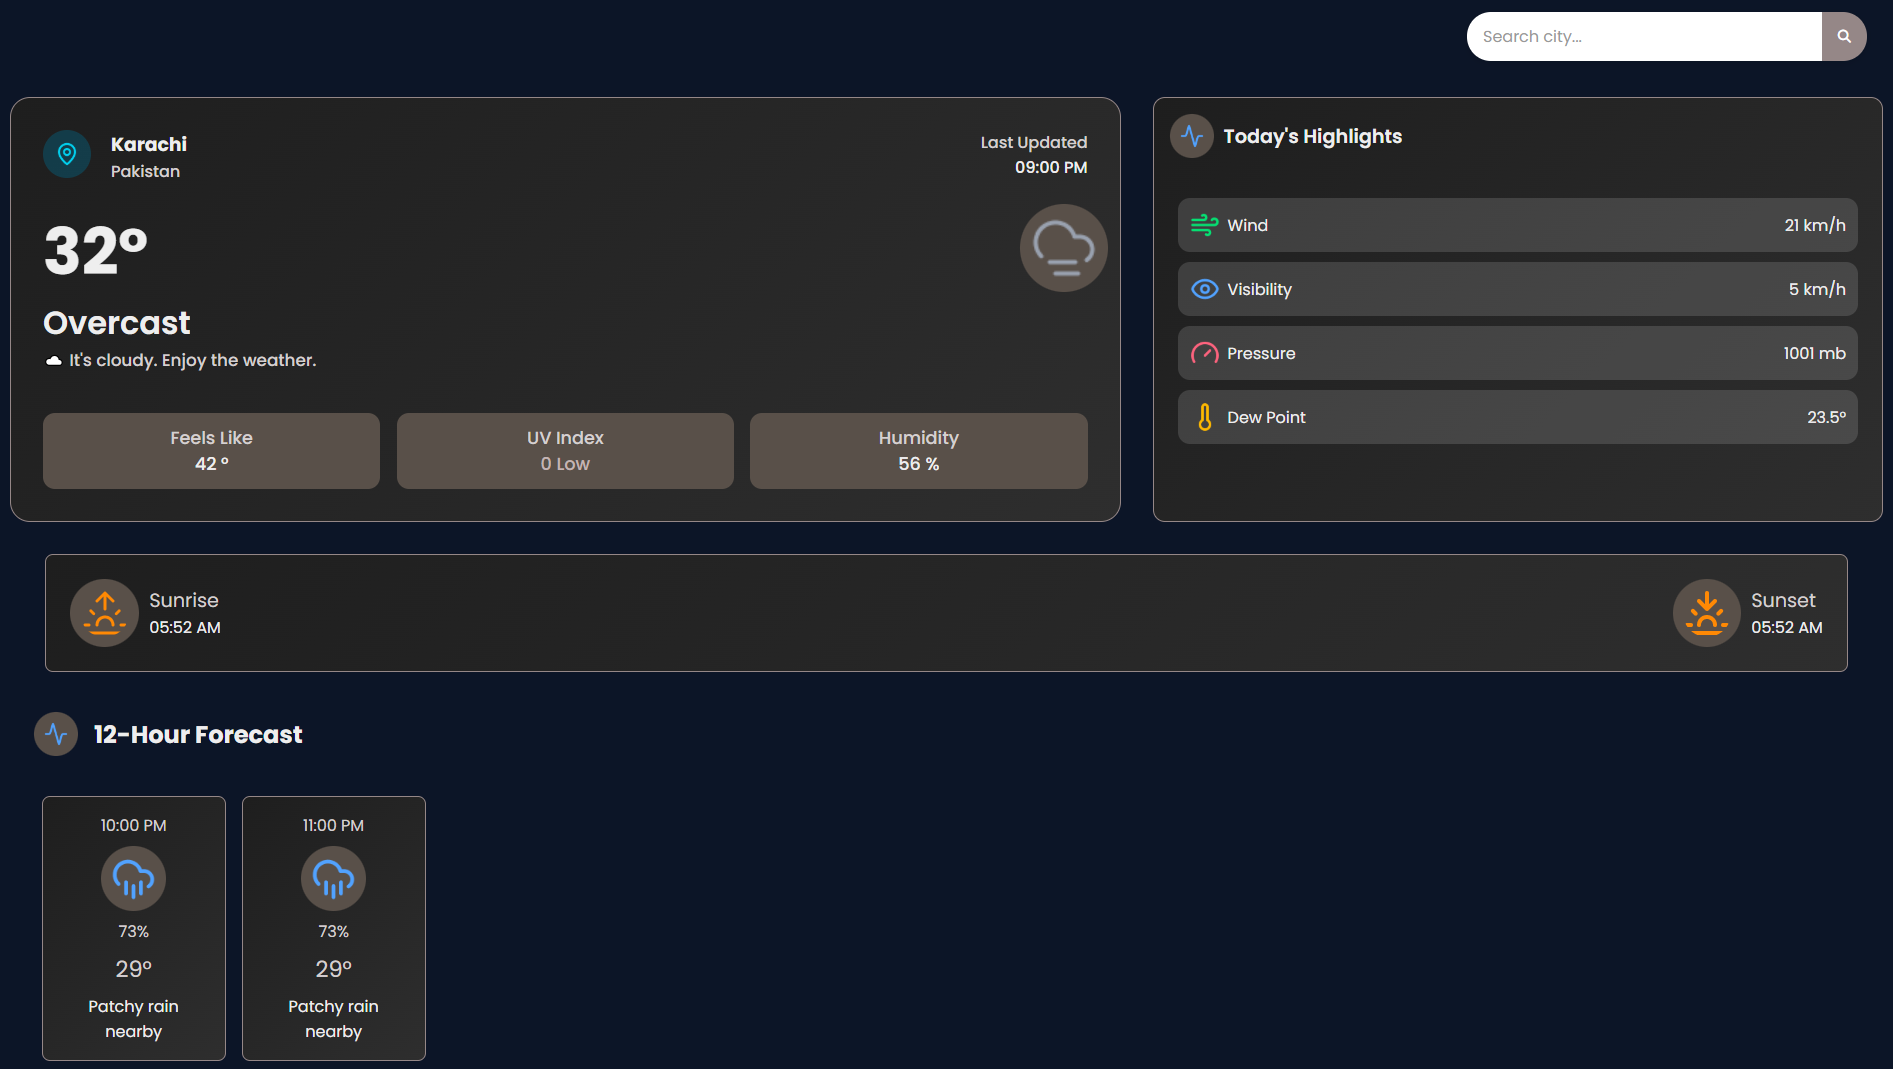 Search city...
Karachi
Pakistan
Last Updated
09:00 PM
32°
Overcast
It's cloudy. Enjoy the weather.
Feels Like
42 °
UV Index
0 Low
Humidity
56 %
Today's Highlights
Wind 21 km/h
Visibility 5 km/h
Pressure 1001 mb
Dew Point 23.5°
Sunrise
05:52 AM
Sunset
05:52 AM
12-Hour Forecast
10:00 PM
73%
29°
Patchy rain
nearby
11:00 PM
73%
29°
Patchy rain
nearby